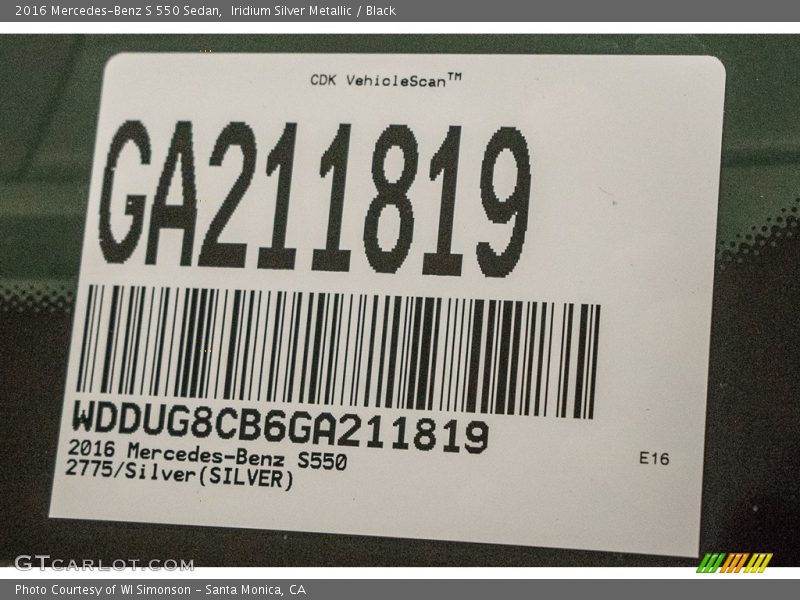 2016 Mercedes-Benz S 550 Sedan, Iridium Silver Metallic / Black
CDK VehicleScan™
GA211819
WDDUG8CB6GA211819
2016 Mercedes-Benz S550
2775/Silver(SILVER)
E16
GTcarlot.com
Photo Courtesy of WI Simonson - Santa Monica, CA